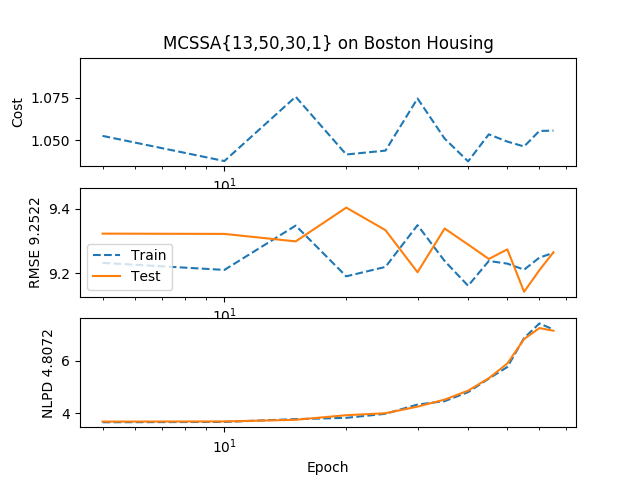 MCSSA{13,50,30,1} on Boston Housing
Cost
1.075
1.050
10¹
RMSE 9.2522
9.4
9.2
Train
Test
10¹
NLPD 4.8072
6
4
10¹
Epoch